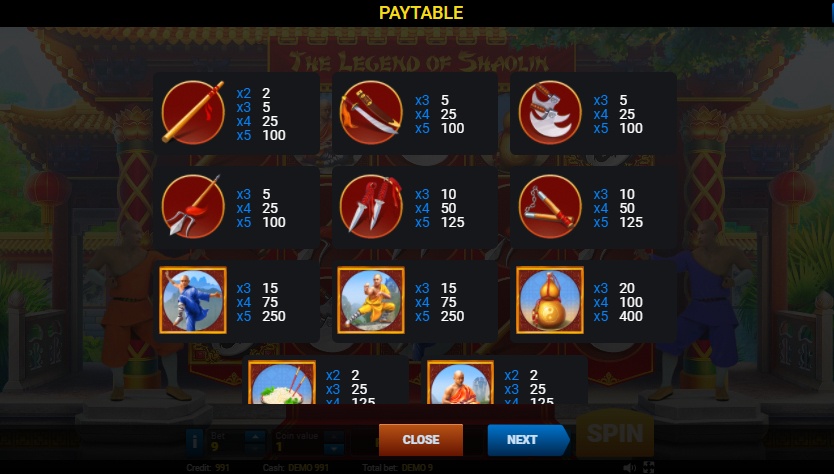 PAYTABLE
THE LEGEND OF SHAOLIN
x2 2
x3 5
x4 25
x5 100
x3 5
x4 25
x5 100
x3 5
x4 25
x5 100
x3 5
x4 25
x5 100
x3 10
x4 50
x5 125
x3 10
x4 50
x5 125
x3 15
x4 75
x5 250
x3 15
x4 75
x5 250
x3 20
x4 100
x5 400
x2 2
x3 25
x4 125
x2 2
x3 25
x4 125
i
Bet
9
Coin value
1
CLOSE
NEXT
SPIN
Credit: 991 Cash: DEMO 991 Total bet: DEMO 9